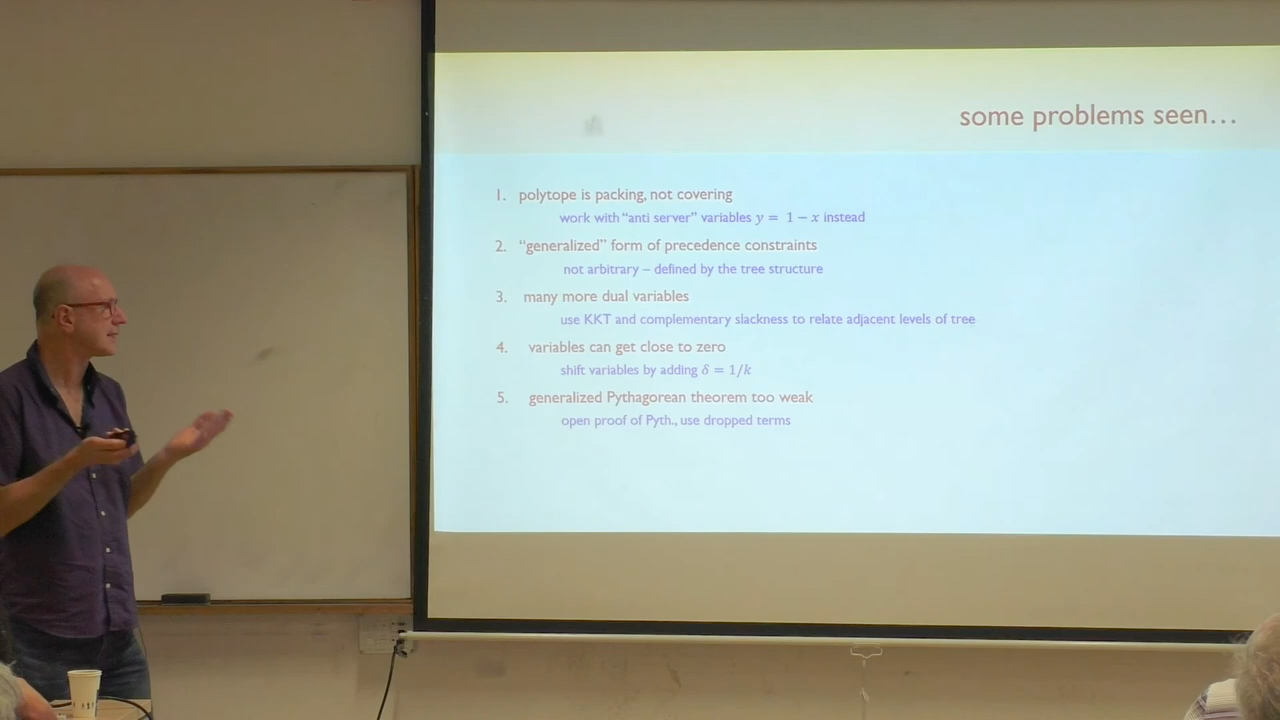 some problems seen…
1. polytope is packing, not covering
work with “anti server” variables y = 1 − x instead
2. “generalized” form of precedence constraints
not arbitrary – defined by the tree structure
3. many more dual variables
use KKT and complementary slackness to relate adjacent levels of tree
4. variables can get close to zero
shift variables by adding δ = 1/k
5. generalized Pythagorean theorem too weak
open proof of Pyth., use dropped terms